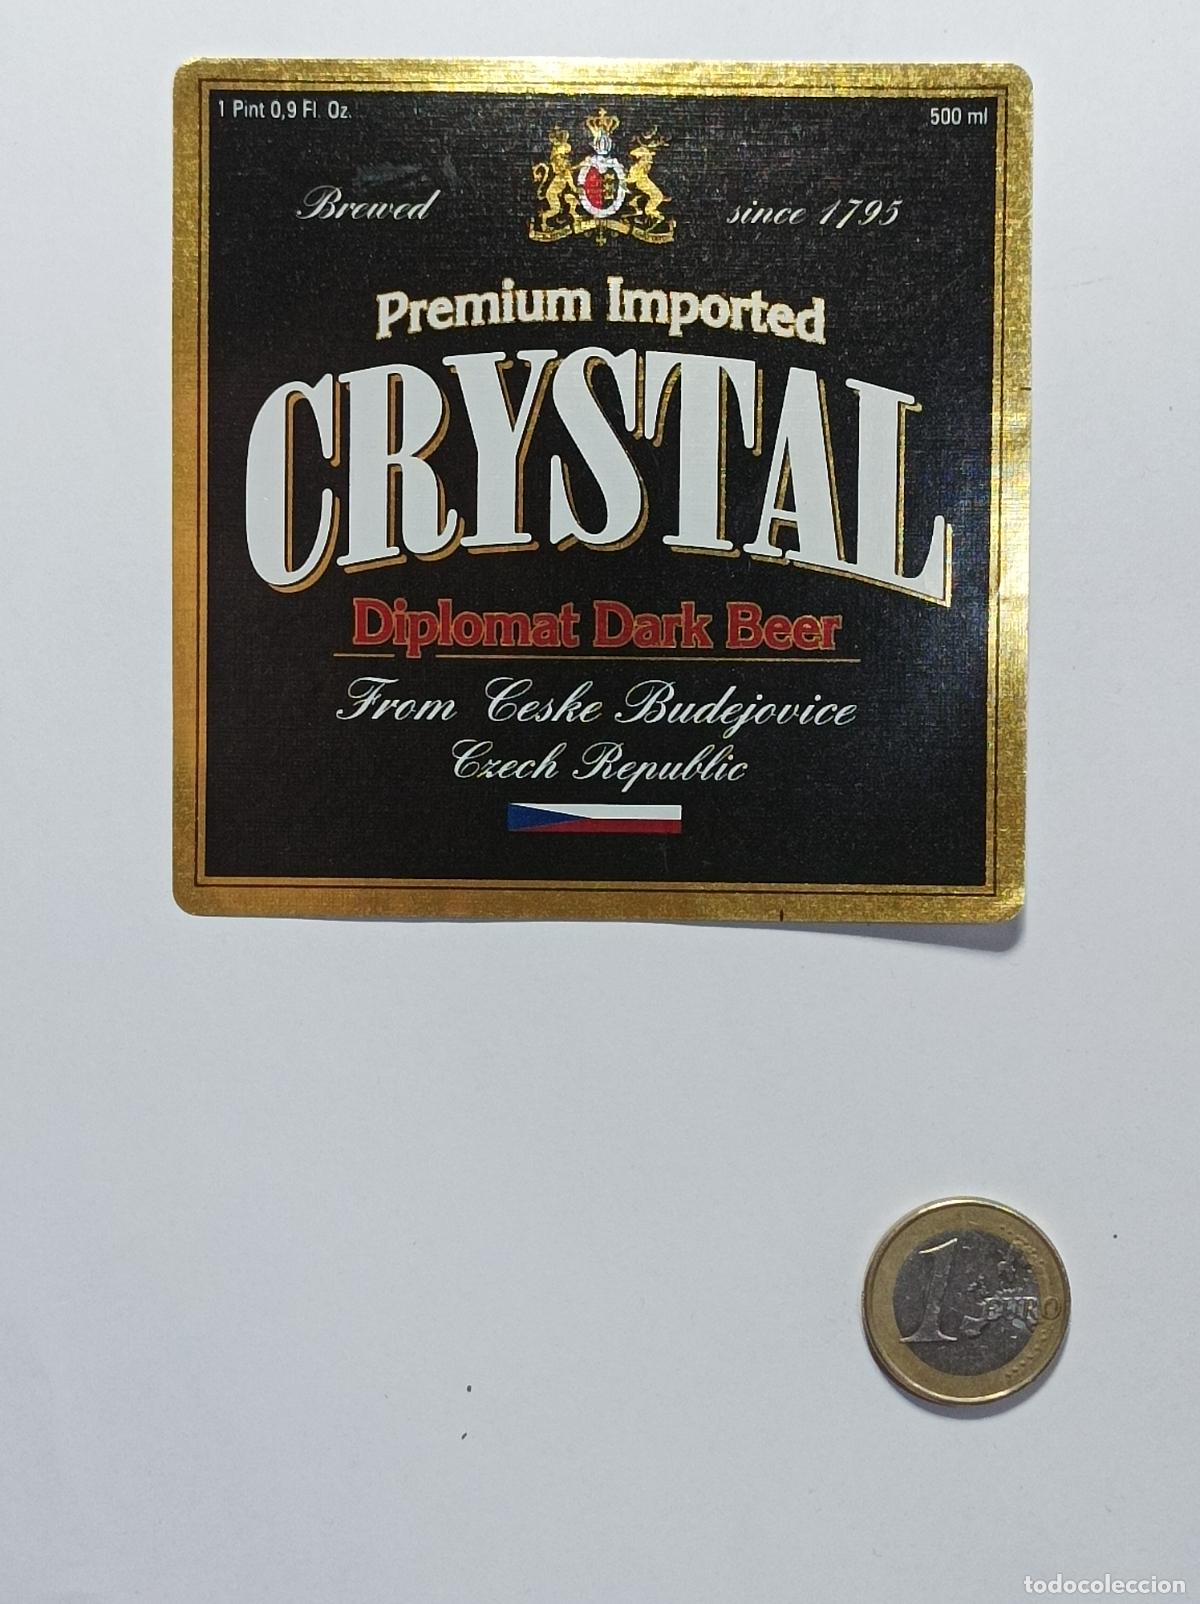 1 Pint 0,9 Fl. Oz.
500 ml
Brewed
since 1795
Premium Imported
CRYSTAL
Diplomat Dark Beer
From Ceske Budejovice
Czech Republic
1 EURO
todocoleccion